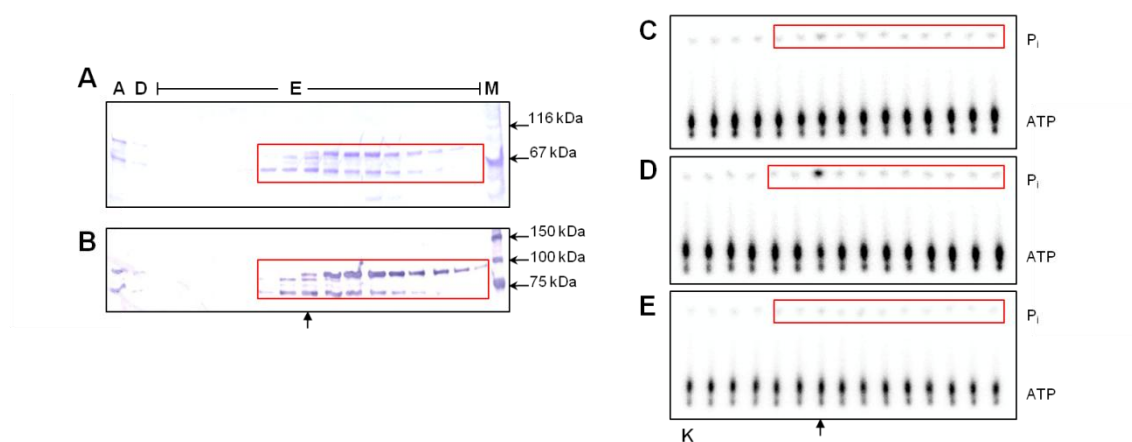 A
A D E M
116 kDa
67 kDa
B
150 kDa
100 kDa
75 kDa
C
Pi
ATP
D
Pi
ATP
E
Pi
ATP
K